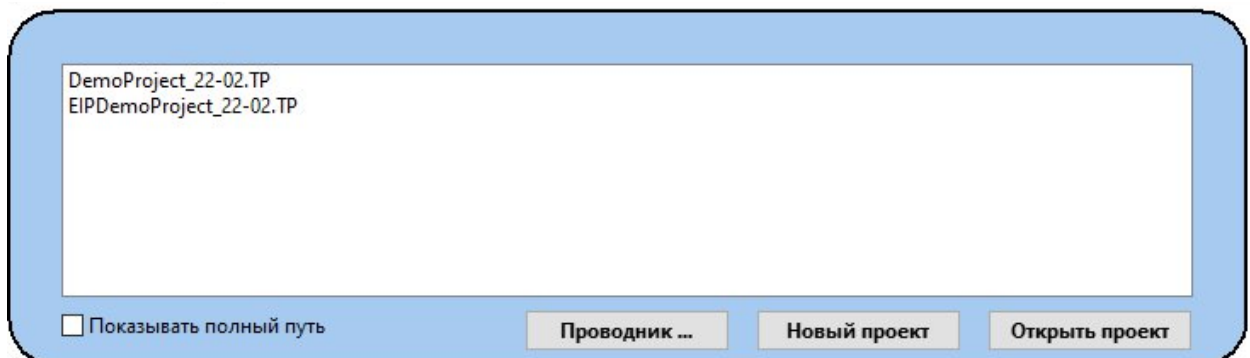 DemoProject_22-02.TP
EIPDemoProject_22-02.TP
Показывать полный путь
Проводник ...
Новый проект
Открыть проект